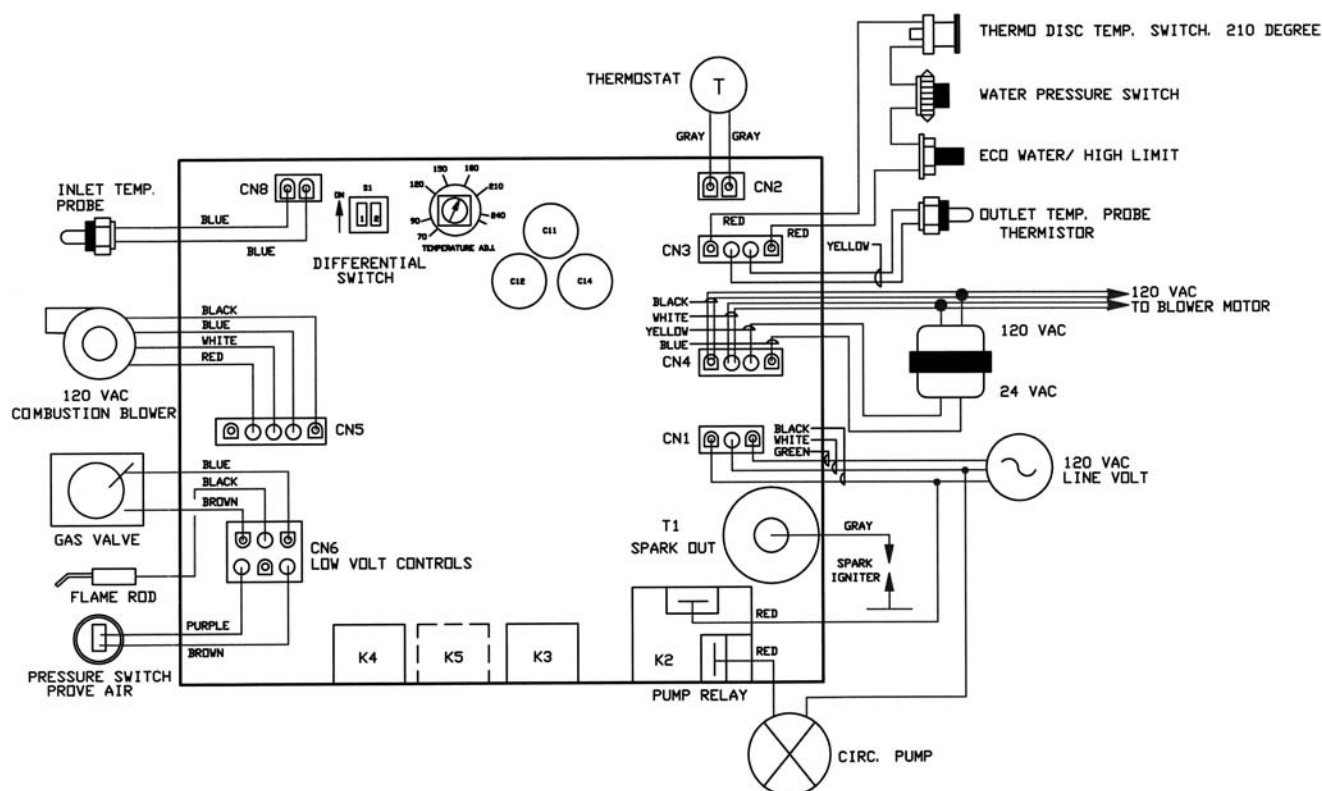 THERMO DISC TEMP. SWITCH. 210 DEGREE
THERMOSTAT
T
WATER PRESSURE SWITCH
GRAY
GRAY
ECO WATER/ HIGH LIMIT
INLET TEMP.
PROBE
CN8
ON
S1
1 2
70
90
120
150
180
210
240
TEMPERATURE ADJ.
CN2
BLUE
BLUE
DIFFERENTIAL
SWITCH
C11
C12
C14
RED
RED
CN3
YELLOW
OUTLET TEMP. PROBE
THERMISTOR
BLACK
WHITE
YELLOW
BLUE
CN4
120 VAC
TO BLOWER MOTOR
120 VAC
24 VAC
BLACK
BLUE
WHITE
RED
120 VAC
COMBUSTION BLOWER
CN5
CN1
BLACK
WHITE
GREEN
120 VAC
LINE VOLT
BLUE
BLACK
BROWN
GAS VALVE
CN6
LOW VOLT CONTROLS
T1
SPARK OUT
GRAY
SPARK
IGNITER
FLAME ROD
PURPLE
BROWN
PRESSURE SWITCH
PROVE AIR
K4
K5
K3
K2
RED
RED
PUMP RELAY
CIRC. PUMP